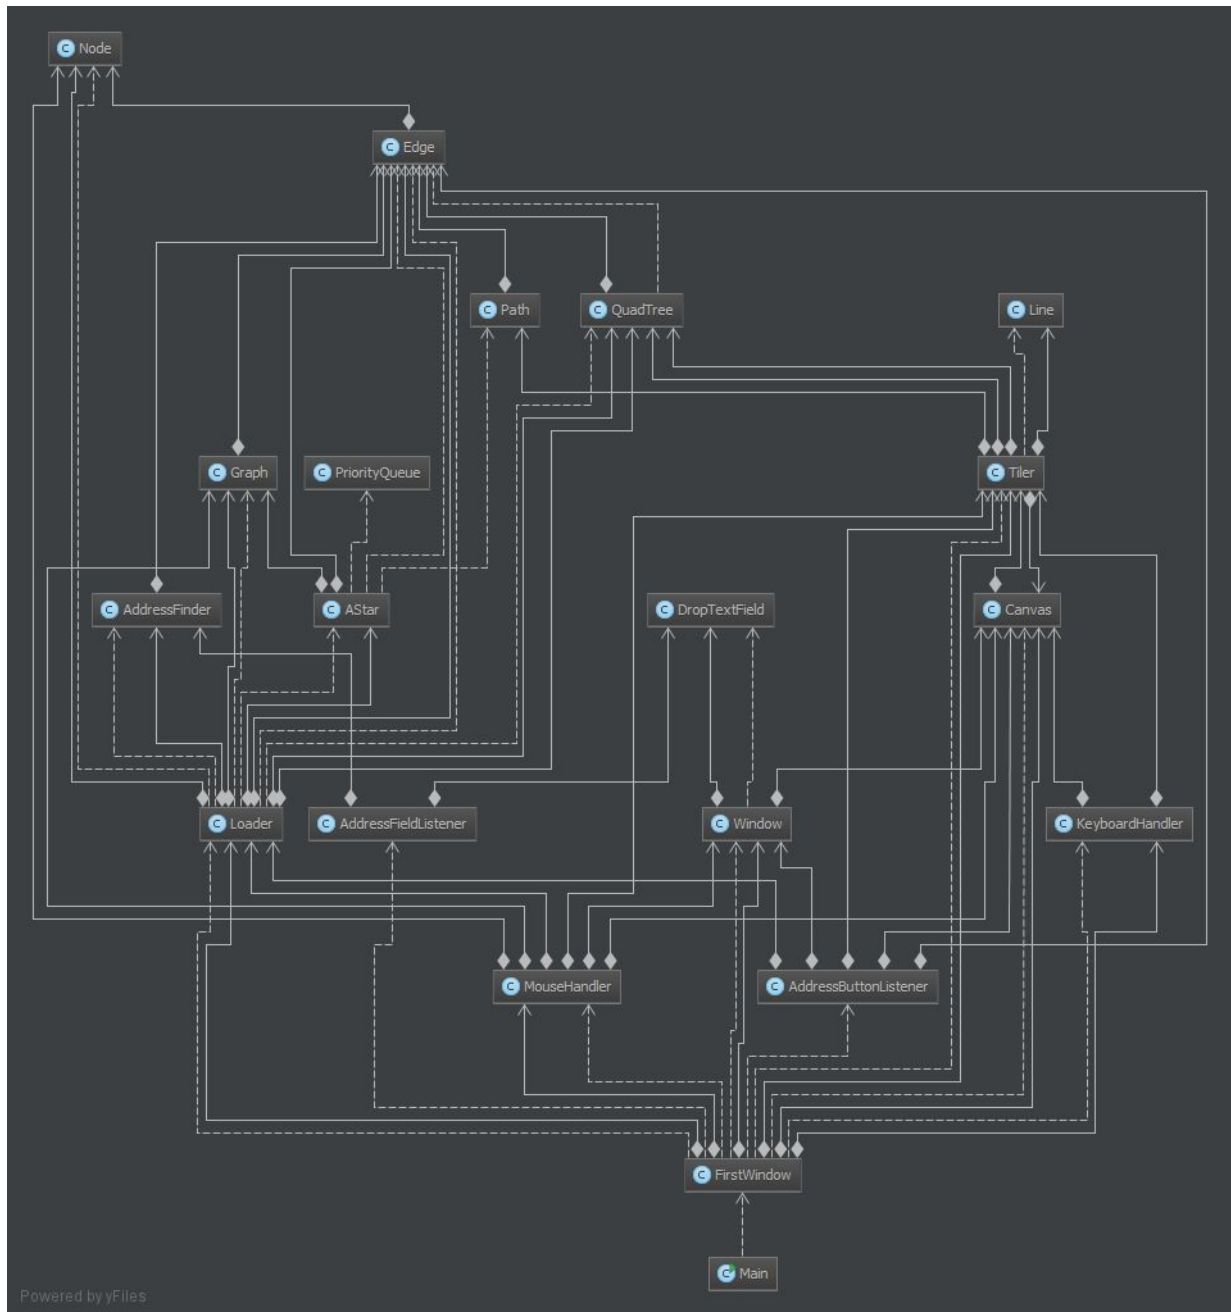 C Node
C Edge
C Path
C QuadTree
C Line
C Graph
C PriorityQueue
C Tiler
C AddressFinder
C AStar
C DropTextField
C Canvas
C Loader
C AddressFieldListener
C Window
C KeyboardHandler
C MouseHandler
C AddressButtonListener
C FirstWindow
C Main
Powered by yFiles